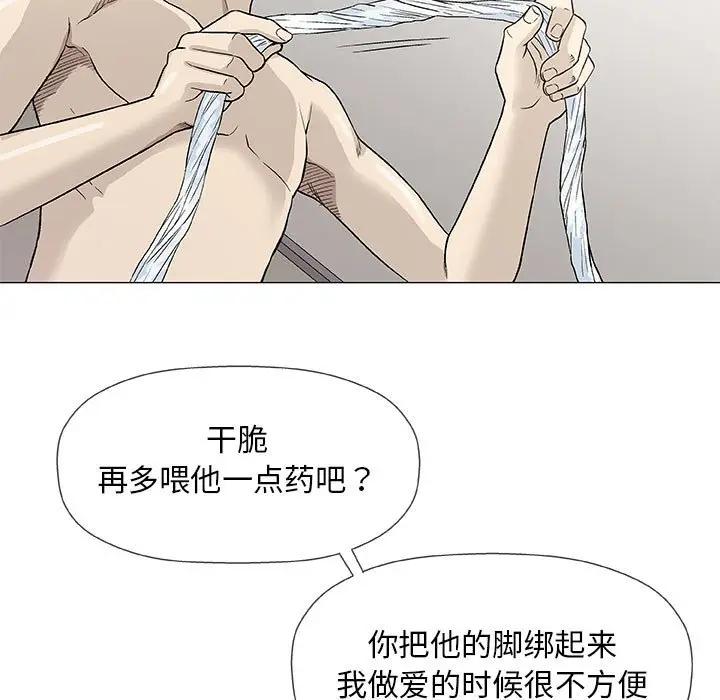 干脆
再多喂他一点药吧？
你把他的脚绑起来
我做爱的时候很不方便